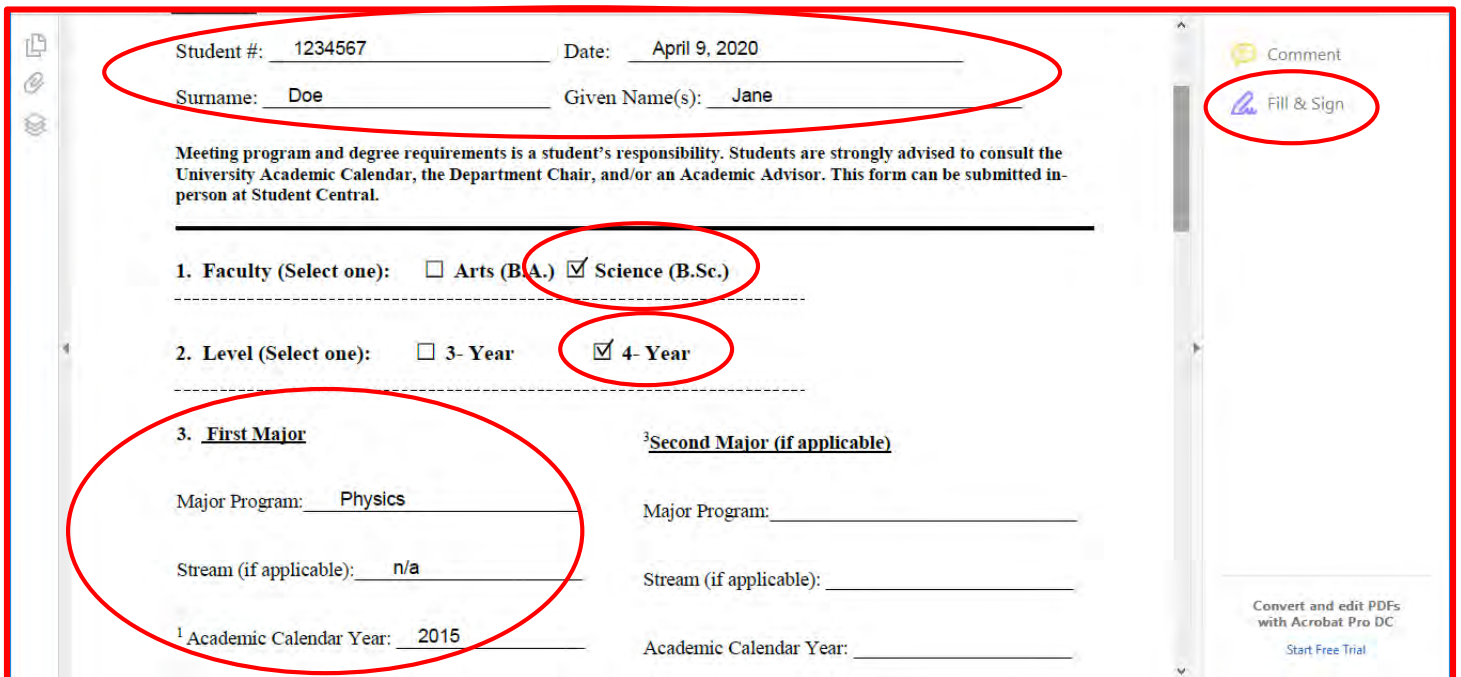 Student #: 1234567 Date: April 9, 2020
Surname: Doe Given Name(s): Jane
Meeting program and degree requirements is a student's responsibility. Students are strongly advised to consult the
University Academic Calendar, the Department Chair, and/or an Academic Advisor. This form can be submitted in-
person at Student Central.
1. Faculty (Select one): ☐ Arts (B.A.) ☑ Science (B.Sc.)
2. Level (Select one): ☐ 3- Year ☑ 4- Year
3. First Major
Major Program: Physics
Stream (if applicable): n/a
1 Academic Calendar Year: 2015
3Second Major (if applicable)
Major Program:
Stream (if applicable):
Academic Calendar Year:
Comment
Fill & Sign
Convert and edit PDFs
with Acrobat Pro DC
Start Free Trial